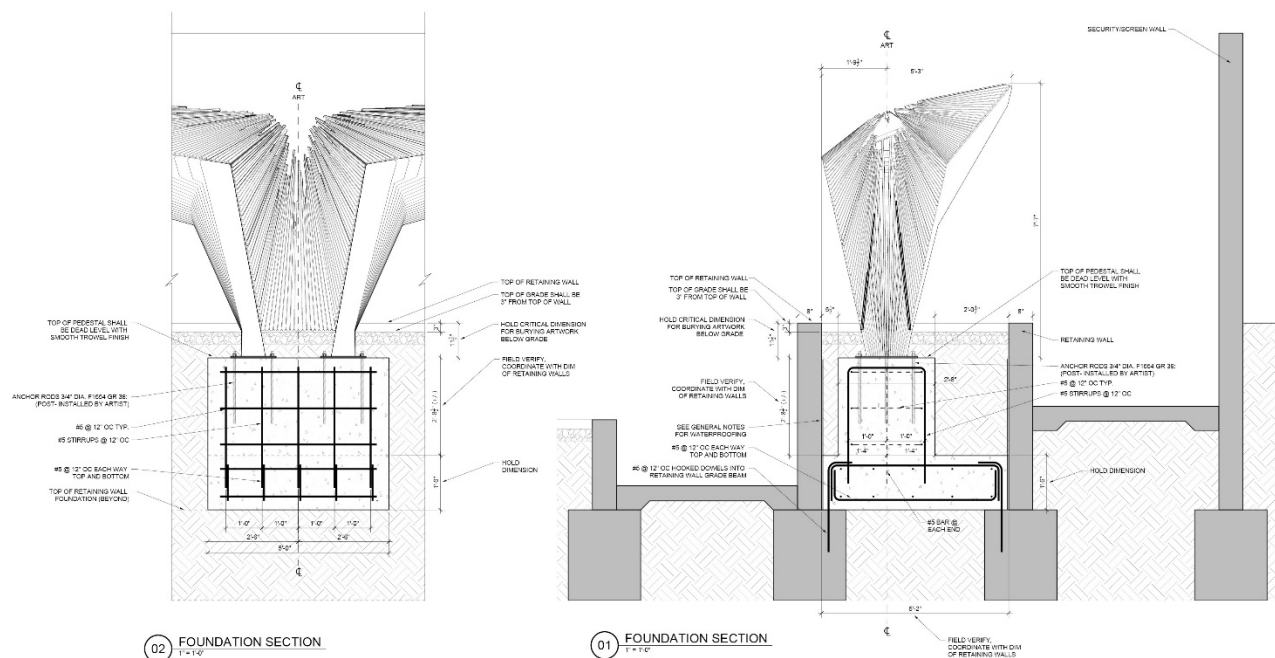 ℄
ART
TOP OF RETAINING WALL
TOP OF GRADE SHALL BE
3" FROM TOP OF WALL
HOLD CRITICAL DIMENSION
FOR BURYING ARTWORK
BELOW GRADE
TOP OF PEDESTAL SHALL
BE DEAD LEVEL WITH
SMOOTH TROWEL FINISH
FIELD VERIFY,
COORDINATE WITH DIM
OF RETAINING WALLS
ANCHOR RODS 3/4" DIA. F1554 GR 36:
(POST- INSTALLED BY ARTIST)
#5 @ 12" OC TYP.
#5 STIRRUPS @ 12" OC
#5 @ 12" OC EACH WAY
TOP AND BOTTOM
TOP OF RETAINING WALL
FOUNDATION (BEYOND)
HOLD
DIMENSION
1'-0"
1'-0"
1'-0"
1'-0"
2'-6"
2'-6"
5'-0"
℄
02
FOUNDATION SECTION
1" = 1'-0"
℄
ART
5'-3"
SECURITY/SCREEN WALL
TOP OF RETAINING WALL
TOP OF GRADE SHALL BE
3" FROM TOP OF WALL
8"
HOLD CRITICAL DIMENSION
FOR BURYING ARTWORK
BELOW GRADE
FIELD VERIFY,
COORDINATE WITH DIM
OF RETAINING WALLS
SEE GENERAL NOTES
FOR WATERPROOFING
#5 @ 12" OC EACH WAY
TOP AND BOTTOM
#6 @ 12" OC HOOKED DOWELS INTO
RETAINING WALL GRADE BEAM
TOP OF PEDESTAL SHALL
BE DEAD LEVEL WITH
SMOOTH TROWEL FINISH
8"
RETAINING WALL
ANCHOR RODS 3/4" DIA. F1554 GR 36:
(POST- INSTALLED BY ARTIST)
2'-8"
#5 @ 12" OC TYP.
#5 STIRRUPS @ 12" OC
1'-0"
1'-0"
1'-4"
1'-4"
HOLD DIMENSION
#5 BAR @
EACH END
6'-2"
℄
FIELD VERIFY,
COORDINATE WITH DIM
OF RETAINING WALLS
01
FOUNDATION SECTION
1" = 1'-0"